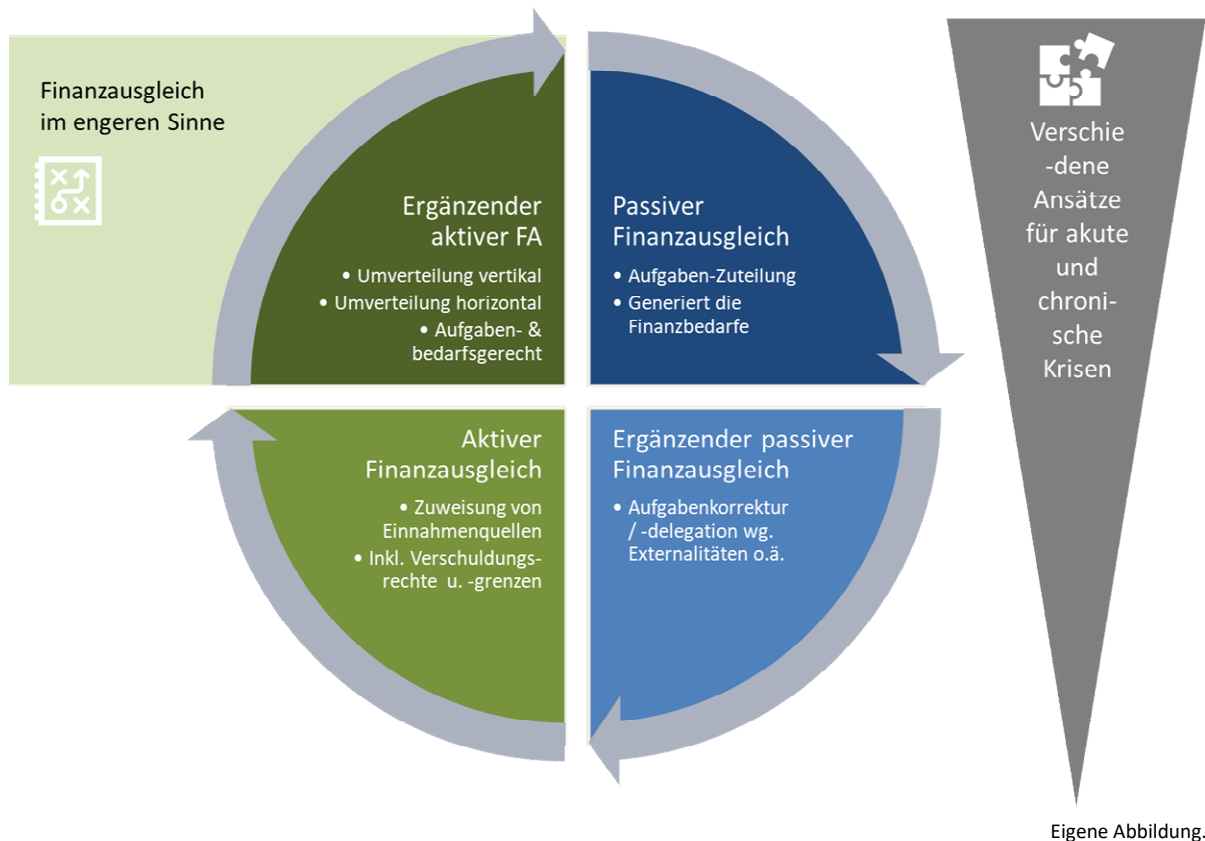 Finanzausgleich
im engeren Sinne
Ergänzender
aktiver FA
• Umverteilung vertikal
• Umverteilung horizontal
• Aufgaben- &
bedarfsgerecht
Passiver
Finanzausgleich
• Aufgaben-Zuteilung
• Generiert die
Finanzbedarfe
Aktiver
Finanzausgleich
• Zuweisung von
Einnahmenquellen
• Inkl. Verschuldungs-
rechte u. -grenzen
Ergänzender passiver
Finanzausgleich
• Aufgabenkorrektur
/ -delegation wg.
Externalitäten o.ä.
Verschie
-dene
Ansätze
für akute
und
chroni-
sche
Krisen
Eigene Abbildung.